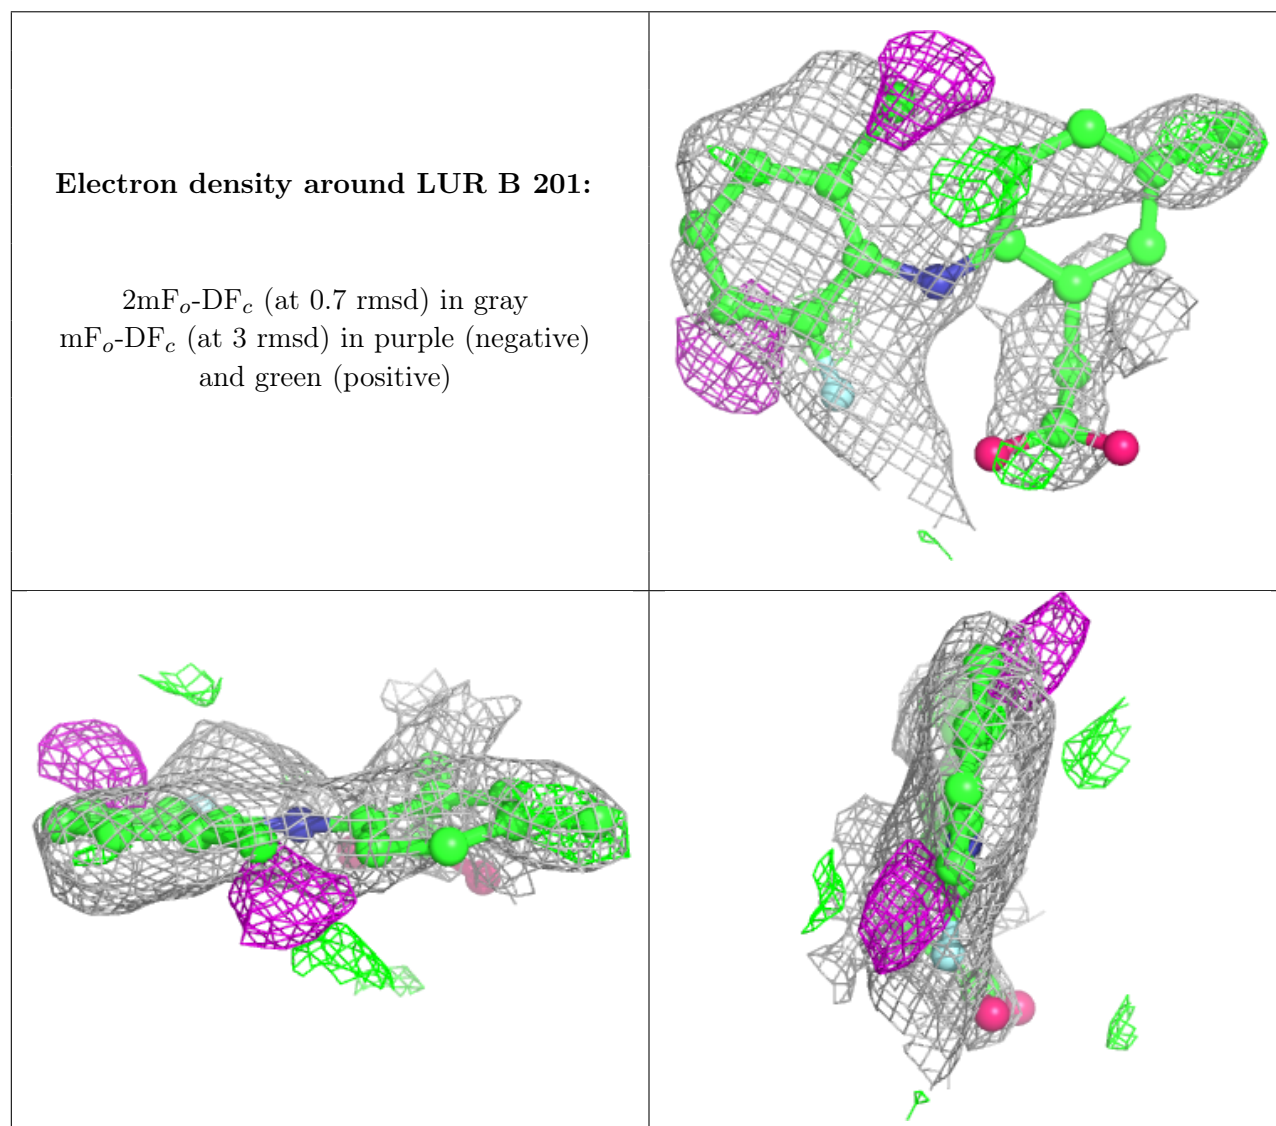 Electron density around LUR B 201:
2mFo-DFc (at 0.7 rmsd) in gray
mFo-DFc (at 3 rmsd) in purple (negative)
and green (positive)